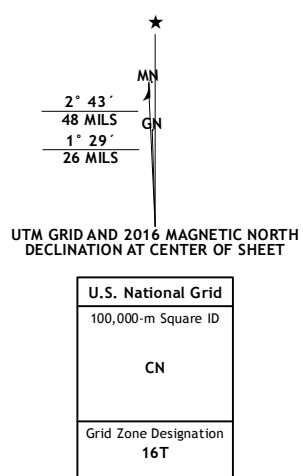 ★
MN
2° 43´
48 MILS
GN
1° 29´
26 MILS
UTM GRID AND 2016 MAGNETIC NORTH
DECLINATION AT CENTER OF SHEET
U.S. National Grid
100,000-m Square ID
CN
Grid Zone Designation
16T